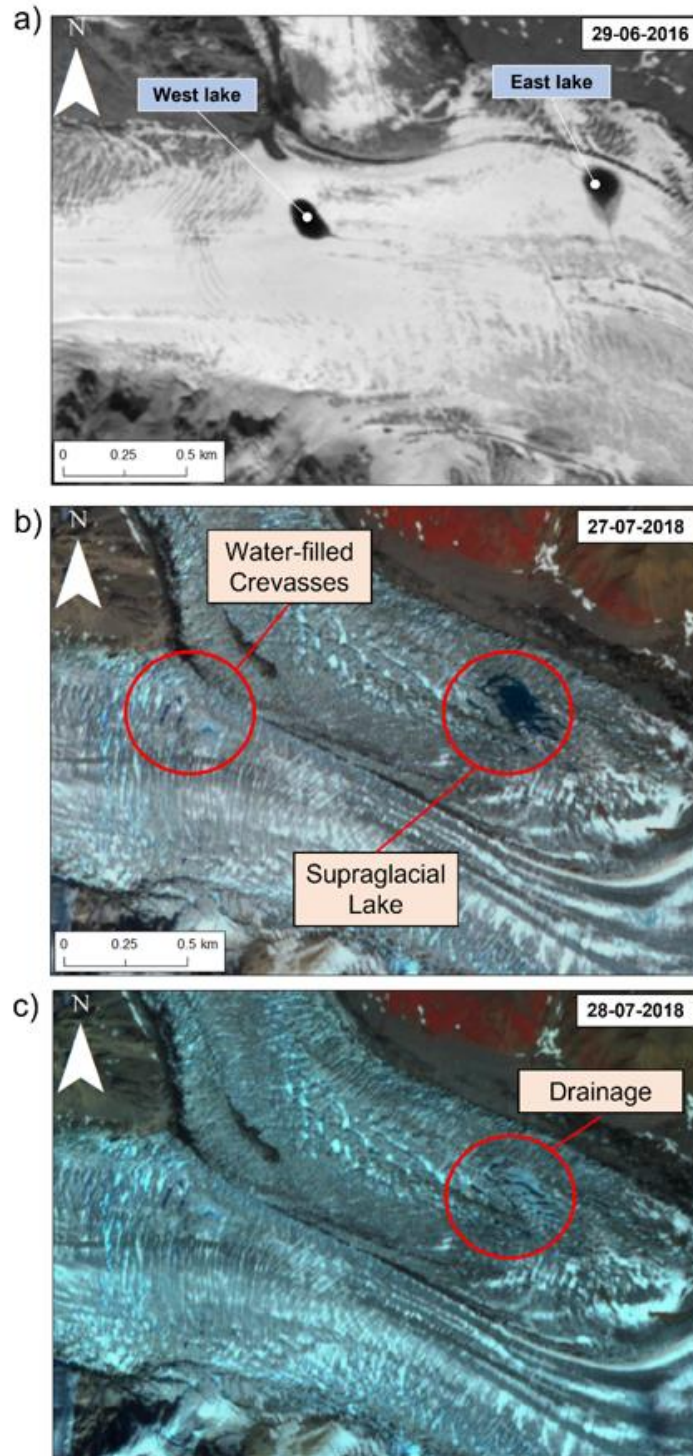 a)
29-06-2016
N
West lake
East lake
0 0.25 0.5 km
b)
27-07-2018
N
Water-filled
Crevasses
Supraglacial
Lake
0 0.25 0.5 km
c)
28-07-2018
N
Drainage